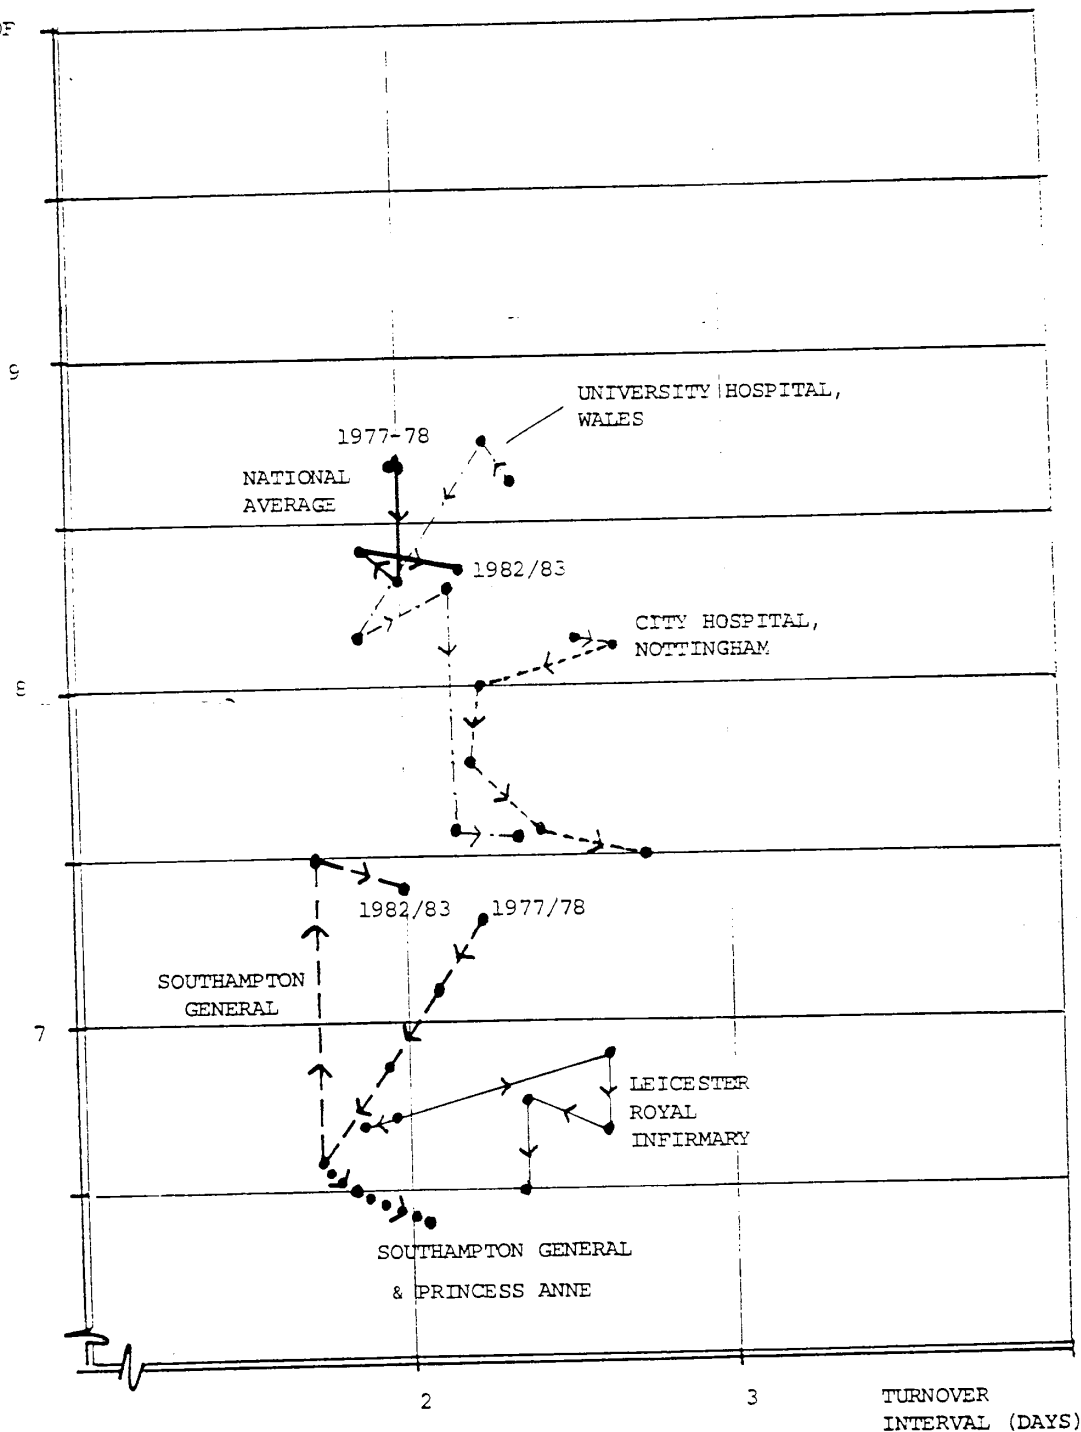 OF
9
UNIVERSITY HOSPITAL,
WALES
1977-78
NATIONAL
AVERAGE
1982/83
CITY HOSPITAL,
NOTTINGHAM
8
1982/83
1977/78
SOUTHAMPTON
GENERAL
7
LEICESTER
ROYAL
INFIRMARY
SOUTHAMPTON GENERAL
& PRINCESS ANNE
2
3
TURNOVER
INTERVAL (DAYS)